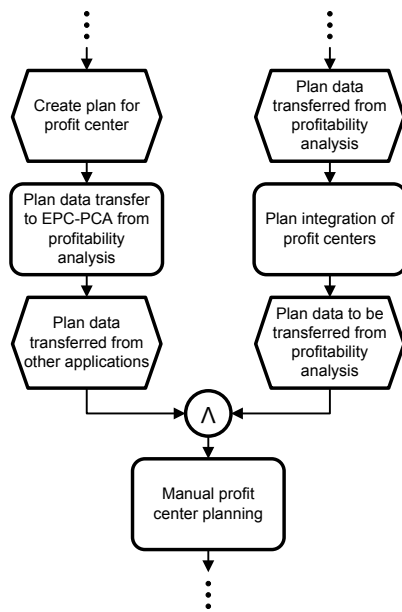 Create plan for
profit center
Plan data transfer
to EPC-PCA from
profitability
analysis
Plan data
transferred from
other applications
Plan data
transferred from
profitability
analysis
Plan integration of
profit centers
Plan data to be
transferred from
profitability
analysis
Λ
Manual profit
center planning